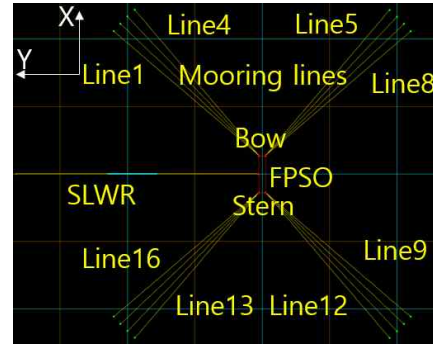 X
Line4
Line5
Y
Line1
Mooring lines
Line8
Bow
FPSO
SLWR
Stern
Line16
Line9
Line13
Line12